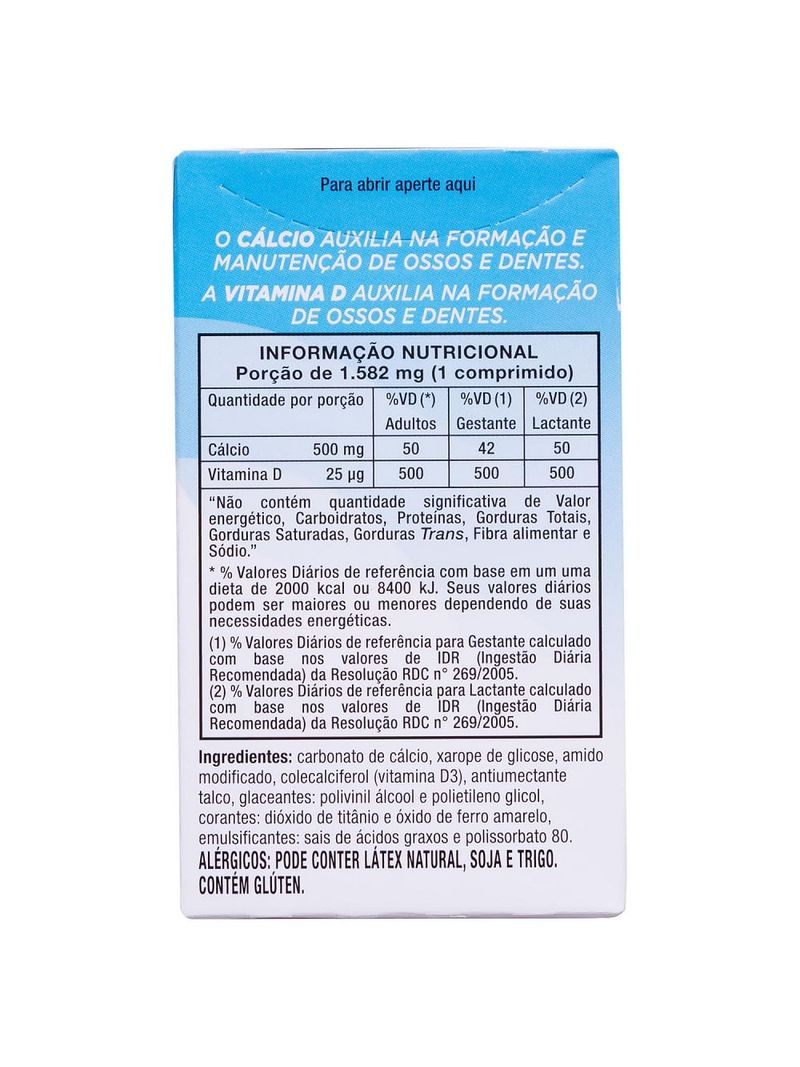 Para abrir aperte aqui
O CÁLCIO AUXILIA NA FORMAÇÃO E
MANUTENÇÃO DE OSSOS E DENTES.
A VITAMINA D AUXILIA NA FORMAÇÃO
DE OSSOS E DENTES.
INFORMAÇÃO NUTRICIONAL
Porção de 1.582 mg (1 comprimido)
Quantidade por porção %VD (*) %VD (1) %VD (2)
Adultos Gestante Lactante
Cálcio 500 mg 50 42 50
Vitamina D 25 µg 500 500 500
“Não contém quantidade significativa de Valor
energético, Carboidratos, Proteínas, Gorduras Totais,
Gorduras Saturadas, Gorduras Trans, Fibra alimentar e
Sódio.”
* % Valores Diários de referência com base em um uma
dieta de 2000 kcal ou 8400 kJ. Seus valores diários
podem ser maiores ou menores dependendo de suas
necessidades energéticas.
(1) % Valores Diários de referência para Gestante calculado
com base nos valores de IDR (Ingestão Diária
Recomendada) da Resolução RDC n° 269/2005.
(2) % Valores Diários de referência para Lactante calculado
com base nos valores de IDR (Ingestão Diária
Recomendada) da Resolução RDC n° 269/2005.
Ingredientes: carbonato de cálcio, xarope de glicose, amido
modificado, colecalciferol (vitamina D3), antiumectante
talco, glaceantes: polivinil álcool e polietileno glicol,
corantes: dióxido de titânio e óxido de ferro amarelo,
emulsificantes: sais de ácidos graxos e polissorbato 80.
ALÉRGICOS: PODE CONTER LÁTEX NATURAL, SOJA E TRIGO.
CONTÉM GLÚTEN.